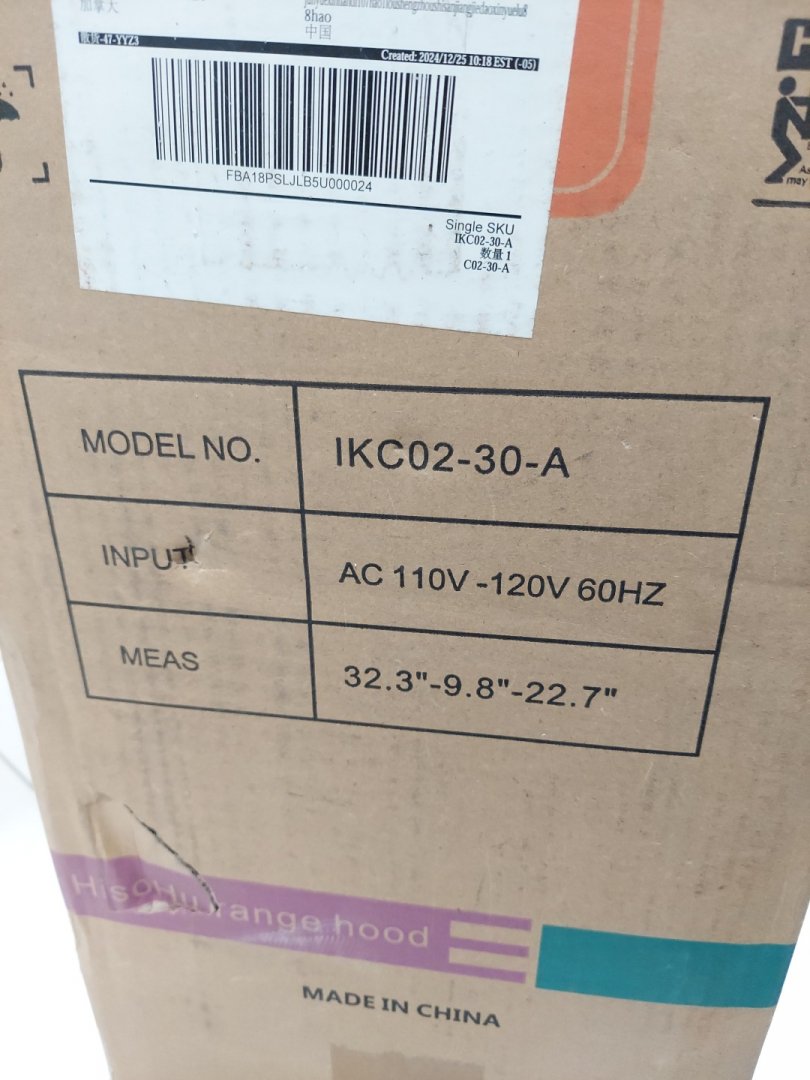 加拿大
8hao
中国
Created: 2024/12/25 10:18 EST (-05)
FBA18PSLJLB5U000024
Single SKU
IKC02-30-A
数量 1
C02-30-A
MODEL NO. IKC02-30-A
INPUT AC 110V -120V 60HZ
MEAS 32.3"-9.8"-22.7"
range hood
MADE IN CHINA